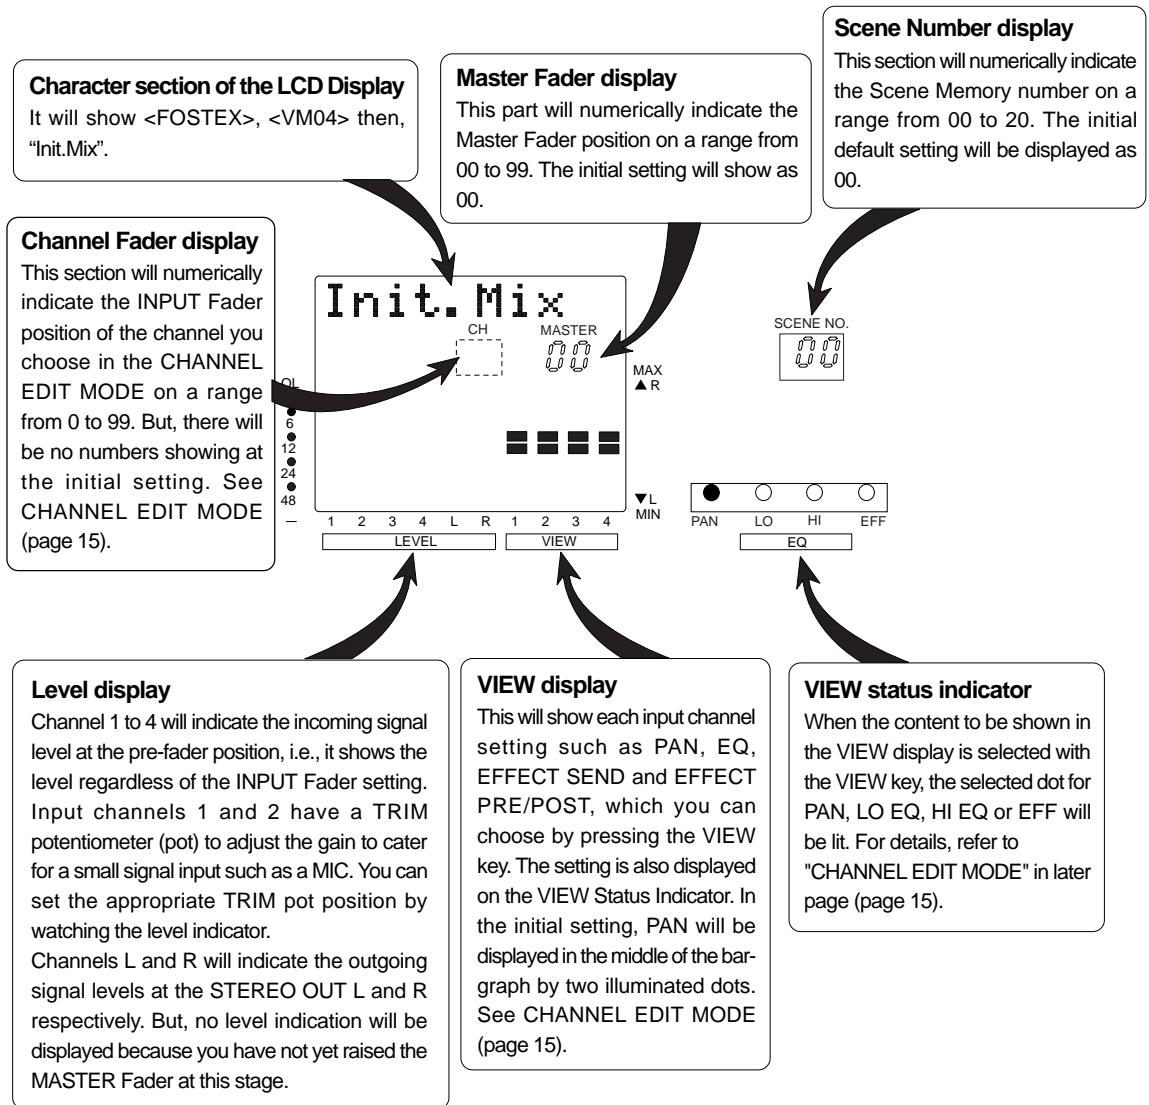 Scene Number display
This section will numerically indicate
the Scene Memory number on a
range from 00 to 20. The initial
default setting will be displayed as
00.
Master Fader display
This part will numerically indicate the
Master Fader position on a range from
00 to 99. The initial setting will show as
00.
Character section of the LCD Display
It will show <FOSTEX>, <VM04> then,
“Init.Mix”.
Channel Fader display
This section will numerically
indicate the INPUT Fader
position of the channel you
choose in the CHANNEL
EDIT MODE on a range
from 0 to 99. But, there will
be no numbers showing at
the initial setting. See
CHANNEL EDIT MODE
(page 15).
Init.Mix
CH
MASTER
00
SCENE NO.
00
MAX
▲ R
OL
6
12
24
48
—
▼ L
MIN
1 2 3 4 L R 1 2 3 4
LEVEL VIEW
PAN LO HI EFF
EQ
Level display
Channel 1 to 4 will indicate the incoming signal
level at the pre-fader position, i.e., it shows the
level regardless of the INPUT Fader setting.
Input channels 1 and 2 have a TRIM
potentiometer (pot) to adjust the gain to cater
for a small signal input such as a MIC. You can
set the appropriate TRIM pot position by
watching the level indicator.
Channels L and R will indicate the outgoing
signal levels at the STEREO OUT L and R
respectively. But, no level indication will be
displayed because you have not yet raised the
MASTER Fader at this stage.
VIEW display
This will show each input channel
setting such as PAN, EQ,
EFFECT SEND and EFFECT
PRE/POST, which you can
choose by pressing the VIEW
key. The setting is also displayed
on the VIEW Status Indicator. In
the initial setting, PAN will be
displayed in the middle of the bar-
graph by two illuminated dots.
See CHANNEL EDIT MODE
(page 15).
VIEW status indicator
When the content to be shown in
the VIEW display is selected with
the VIEW key, the selected dot for
PAN, LO EQ, HI EQ or EFF will
be lit. For details, refer to
"CHANNEL EDIT MODE" in later
page (page 15).